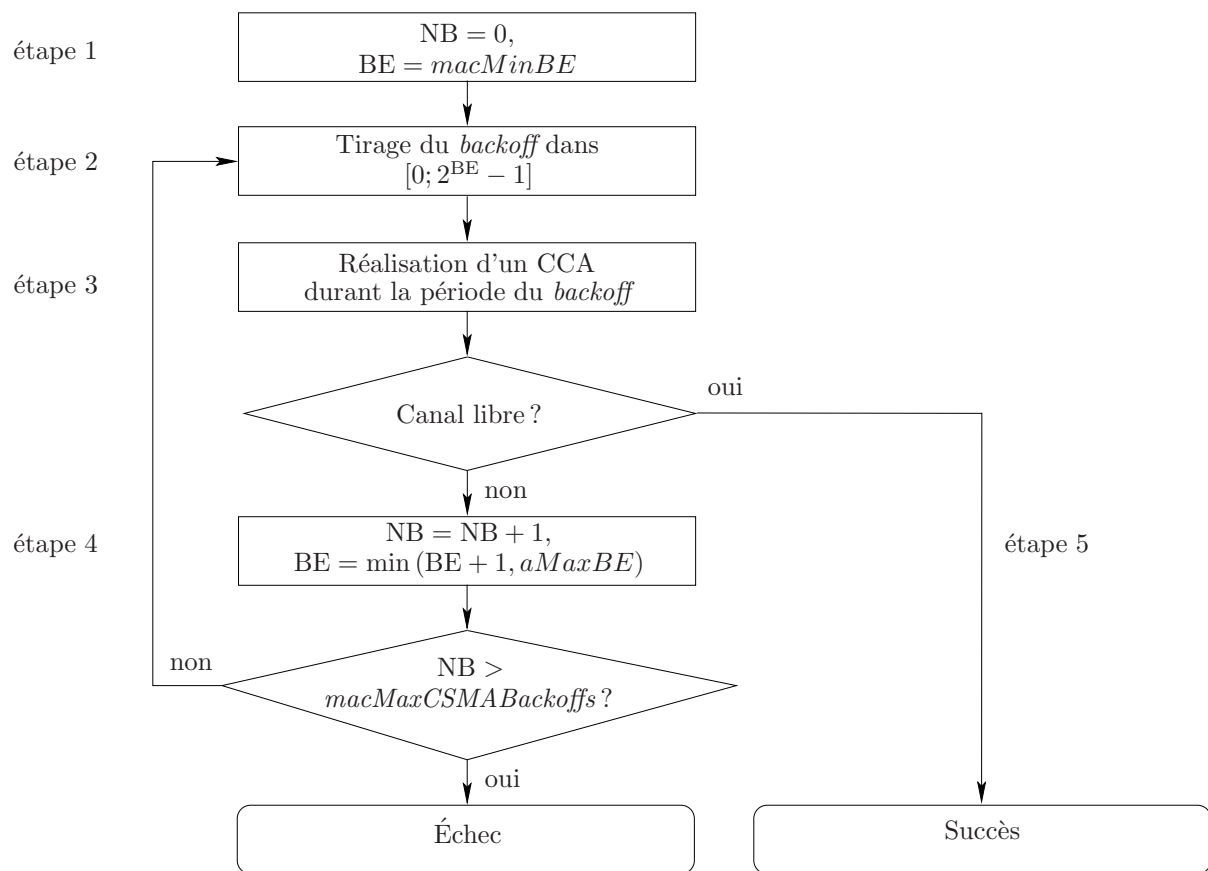 étape 1
NB = 0,
BE = macMinBE
étape 2
Tirage du backoff dans
[0; 2^BE − 1]
étape 3
Réalisation d'un CCA
durant la période du backoff
Canal libre ?
oui
non
étape 4
NB = NB + 1,
BE = min (BE + 1, aMaxBE)
étape 5
non
NB >
macMaxCSMABackoffs ?
oui
Échec
Succès